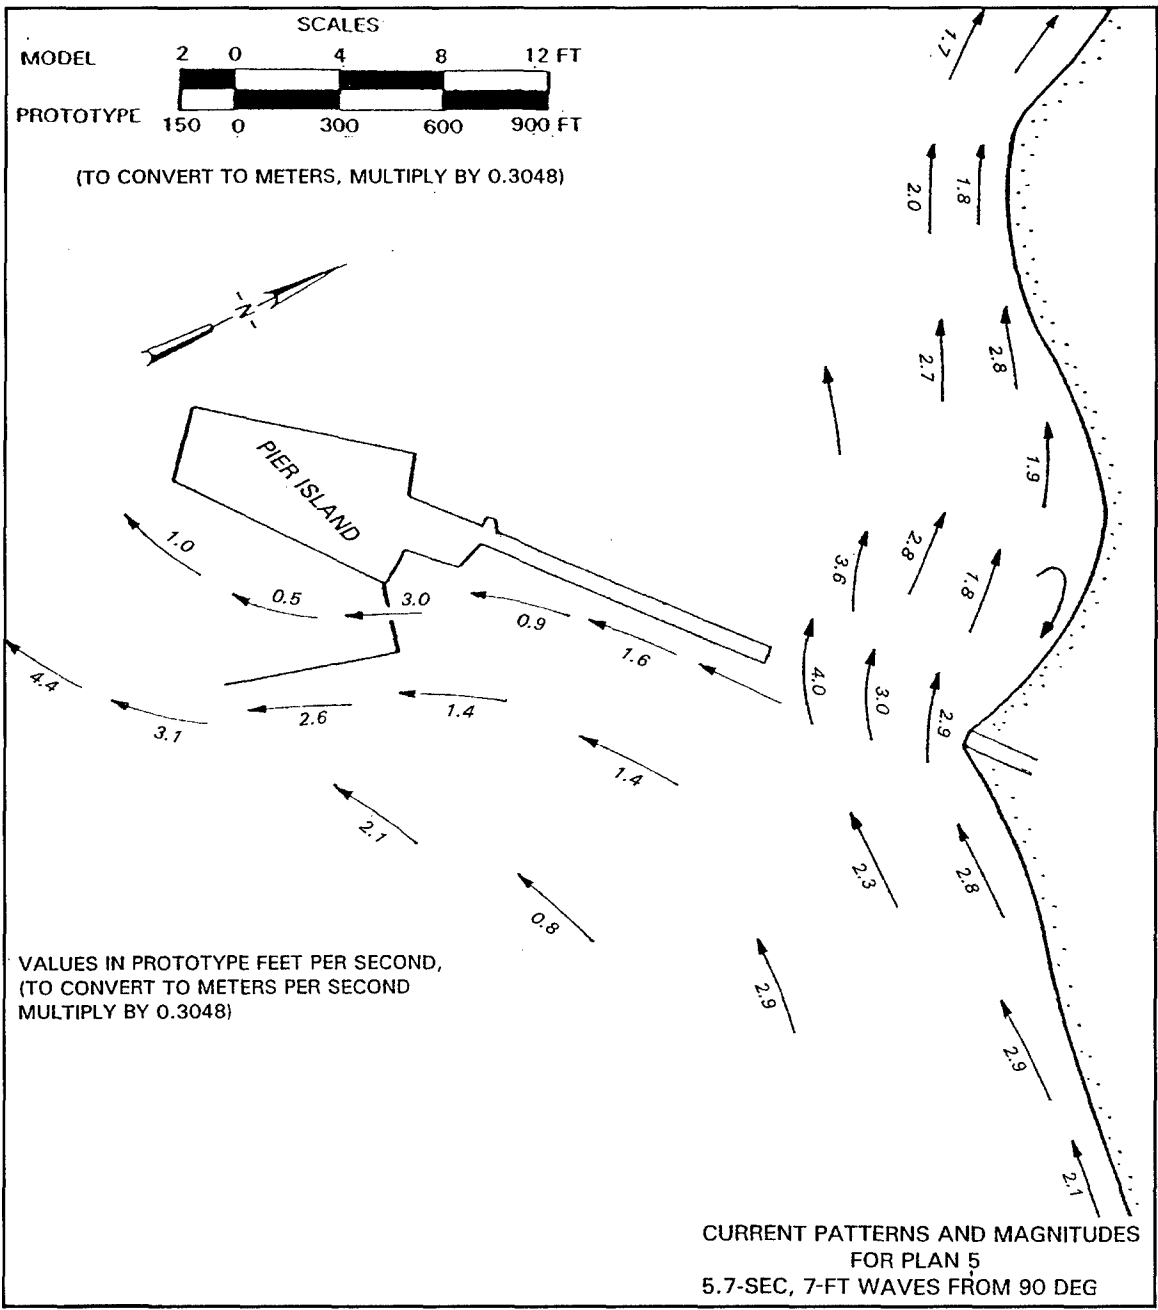 SCALES
MODEL 2 0 4 8 12 FT
PROTOTYPE 150 0 300 600 900 FT
(TO CONVERT TO METERS, MULTIPLY BY 0.3048)
1.7
2.0 1.8
-N-
2.7 2.8
PIER ISLAND
1.9
1.0
2.8
3.6
1.8
0.5 3.0
0.9
1.6
4.0
3.0
2.9
4.4
3.1
2.6
1.4
1.4
2.1
2.3
2.8
0.8
2.9
2.9
2.1
VALUES IN PROTOTYPE FEET PER SECOND,
(TO CONVERT TO METERS PER SECOND
MULTIPLY BY 0.3048)
CURRENT PATTERNS AND MAGNITUDES
FOR PLAN 5
5.7-SEC, 7-FT WAVES FROM 90 DEG